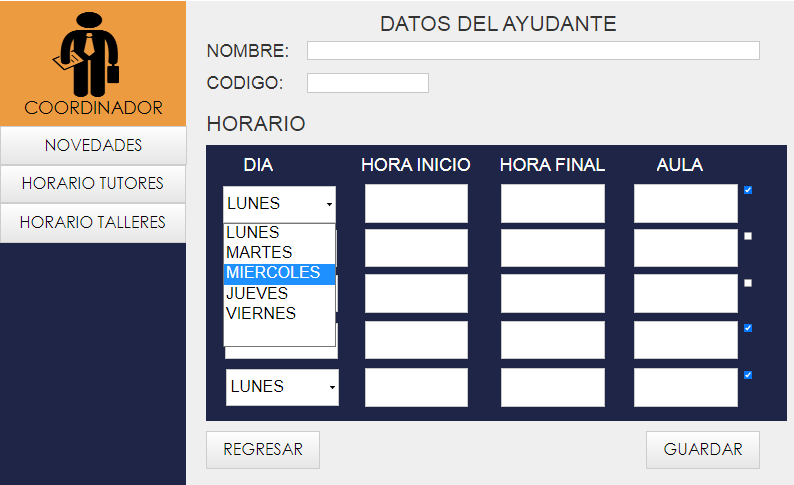 COORDINADOR
NOVEDADES
HORARIO TUTORES
HORARIO TALLERES
DATOS DEL AYUDANTE
NOMBRE:
CODIGO:
HORARIO
DIA HORA INICIO HORA FINAL AULA
LUNES
LUNES
MARTES
MIERCOLES
JUEVES
VIERNES
LUNES
REGRESAR GUARDAR